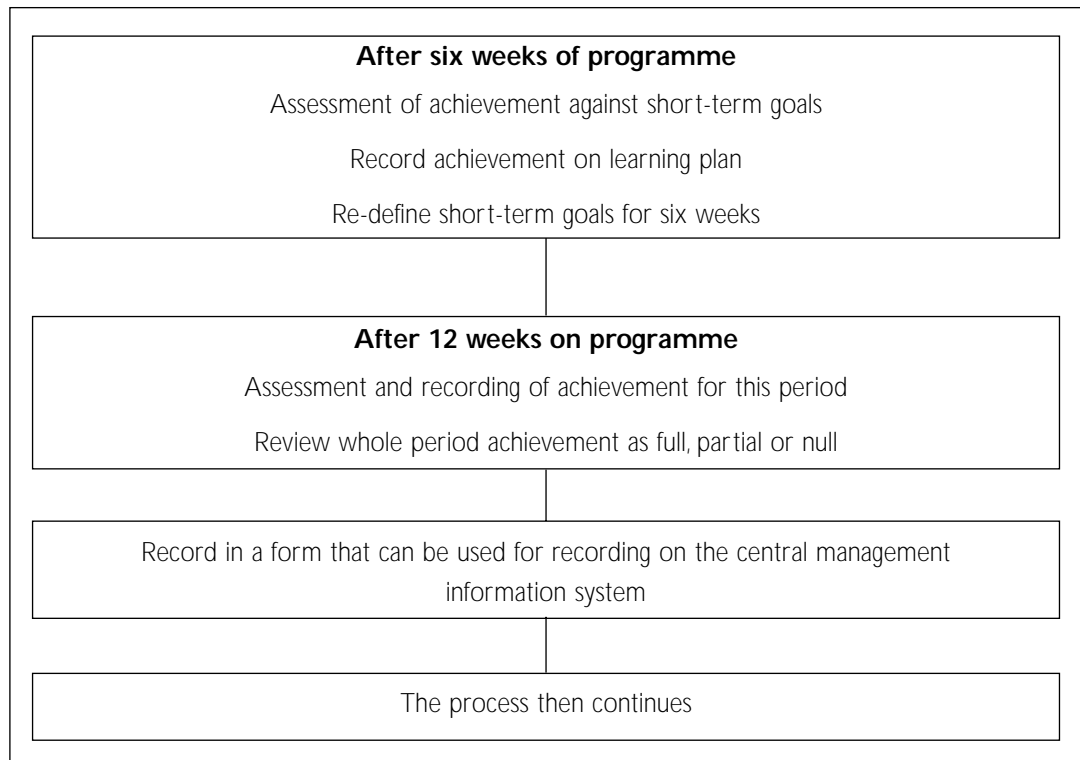 After six weeks of programme
Assessment of achievement against short-term goals
Record achievement on learning plan
Re-define short-term goals for six weeks
After 12 weeks on programme
Assessment and recording of achievement for this period
Review whole period achievement as full, partial or null
Record in a form that can be used for recording on the central management
information system
The process then continues